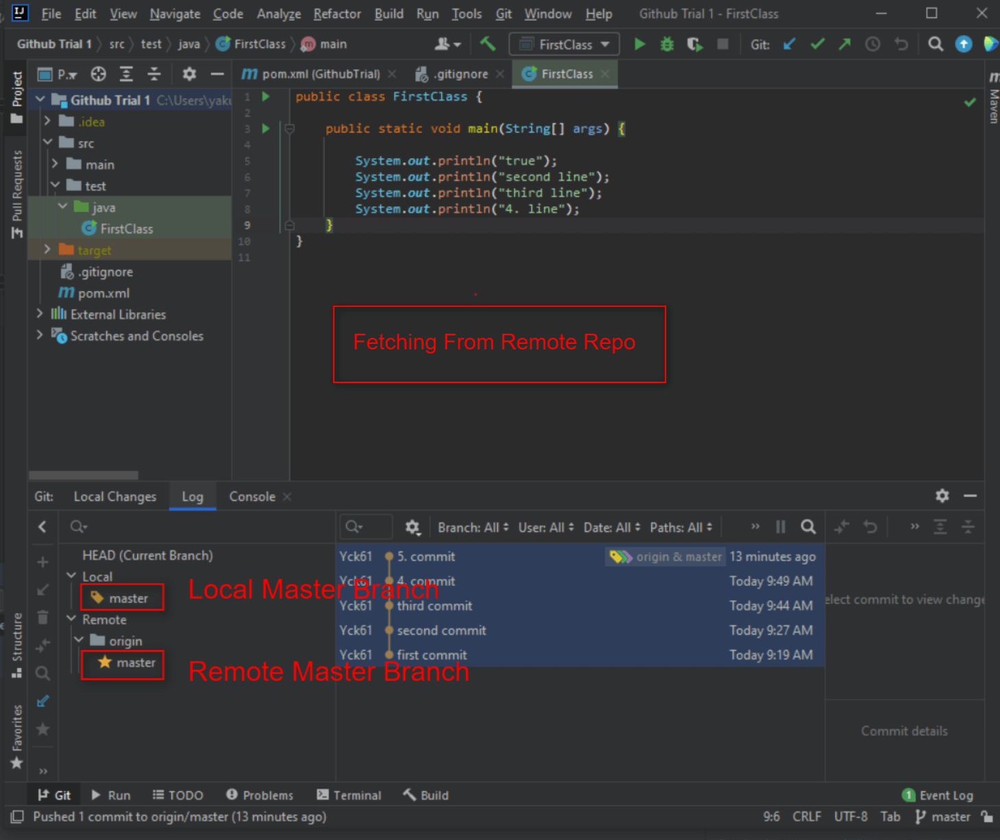 File Edit View Navigate Code Analyze Refactor Build Run Tools Git Window Help Github Trial 1 - FirstClass
Github Trial 1 src test java FirstClass main FirstClass Git:
Project
P..
pom.xml (GithubTrial) .gitignore FirstClass
Github Trial 1 C:\Users\yak
.idea
src
main
test
java
FirstClass
target
.gitignore
pom.xml
External Libraries
Scratches and Consoles
Pull Requests
Maven
1 public class FirstClass {
2
3 public static void main(String[] args) {
4
5 System.out.println("true");
6 System.out.println("second line");
7 System.out.println("third line");
8 System.out.println("4. line");
9 }
10 }
11
Fetching From Remote Repo
Git: Local Changes Log Console
Branch: All User: All Date: All Paths: All
HEAD (Current Branch)
Local
master
Local Master Branch
Remote
origin
master
Remote Master Branch
Yck61 5. commit origin & master 13 minutes ago
Yck61 4. commit Today 9:49 AM
Yck61 third commit Today 9:44 AM
Yck61 second commit Today 9:27 AM
Yck61 first commit Today 9:19 AM
elect commit to view change
Commit details
Structure
Favorites
Git Run TODO Problems Terminal Build 1 Event Log
Pushed 1 commit to origin/master (13 minutes ago) 9:6 CRLF UTF-8 Tab master